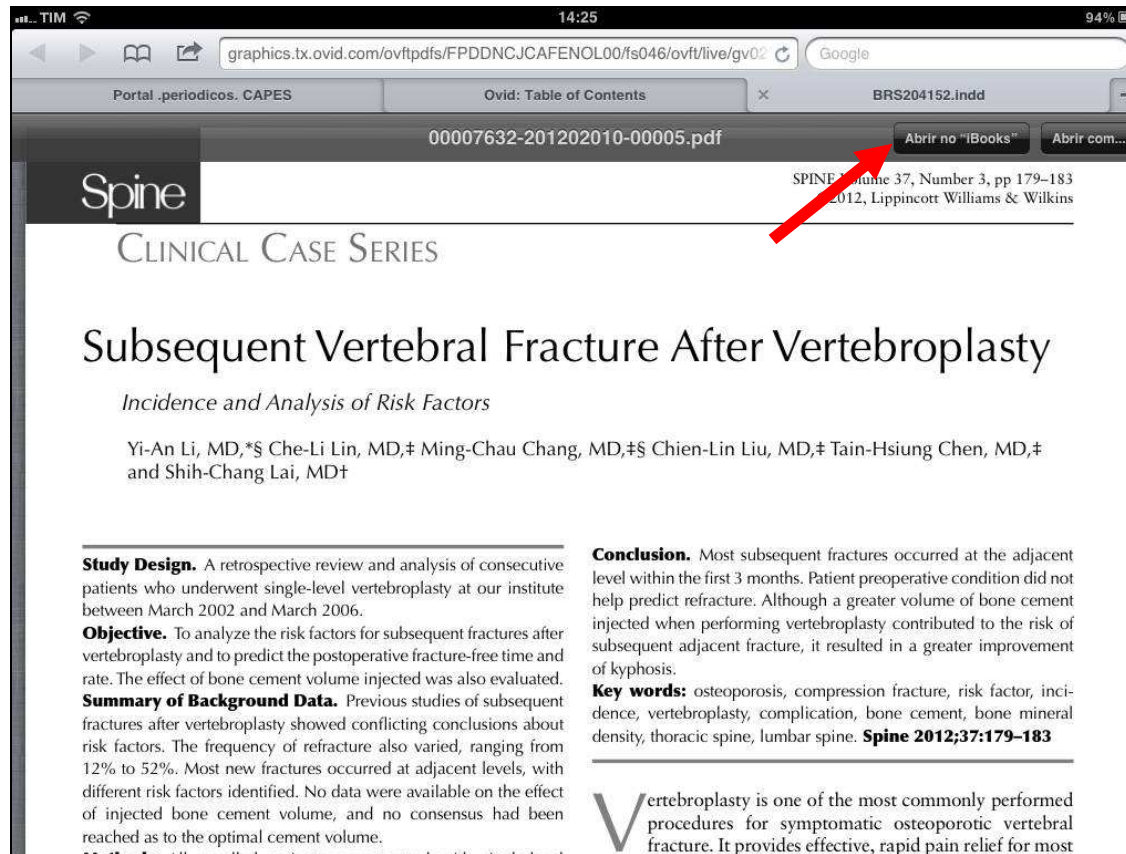 TIM
14:25
94%
graphics.tx.ovid.com/ovftpdfs/FPDDNCJCAFENOL00/fs046/ovft/live/gv02
Google
Portal .periodicos. CAPES
Ovid: Table of Contents
BRS204152.indd
00007632-201202010-00005.pdf
Abrir no "iBooks"
Abrir com...
Spine
SPINE Volume 37, Number 3, pp 179–183
2012, Lippincott Williams & Wilkins
CLINICAL CASE SERIES
Subsequent Vertebral Fracture After Vertebroplasty
Incidence and Analysis of Risk Factors
Yi-An Li, MD,*§ Che-Li Lin, MD,‡ Ming-Chau Chang, MD,‡§ Chien-Lin Liu, MD,‡ Tain-Hsiung Chen, MD,‡
and Shih-Chang Lai, MD†
Study Design. A retrospective review and analysis of consecutive
patients who underwent single-level vertebroplasty at our institute
between March 2002 and March 2006.
Objective. To analyze the risk factors for subsequent fractures after
vertebroplasty and to predict the postoperative fracture-free time and
rate. The effect of bone cement volume injected was also evaluated.
Summary of Background Data. Previous studies of subsequent
fractures after vertebroplasty showed conflicting conclusions about
risk factors. The frequency of refracture also varied, ranging from
12% to 52%. Most new fractures occurred at adjacent levels, with
different risk factors identified. No data were available on the effect
of injected bone cement volume, and no consensus had been
reached as to the optimal cement volume.
Conclusion. Most subsequent fractures occurred at the adjacent
level within the first 3 months. Patient preoperative condition did not
help predict refracture. Although a greater volume of bone cement
injected when performing vertebroplasty contributed to the risk of
subsequent adjacent fracture, it resulted in a greater improvement
of kyphosis.
Key words: osteoporosis, compression fracture, risk factor, inci-
dence, vertebroplasty, complication, bone cement, bone mineral
density, thoracic spine, lumbar spine. Spine 2012;37:179–183
Vertebroplasty is one of the most commonly performed
procedures for symptomatic osteoporotic vertebral
fracture. It provides effective, rapid pain relief for most